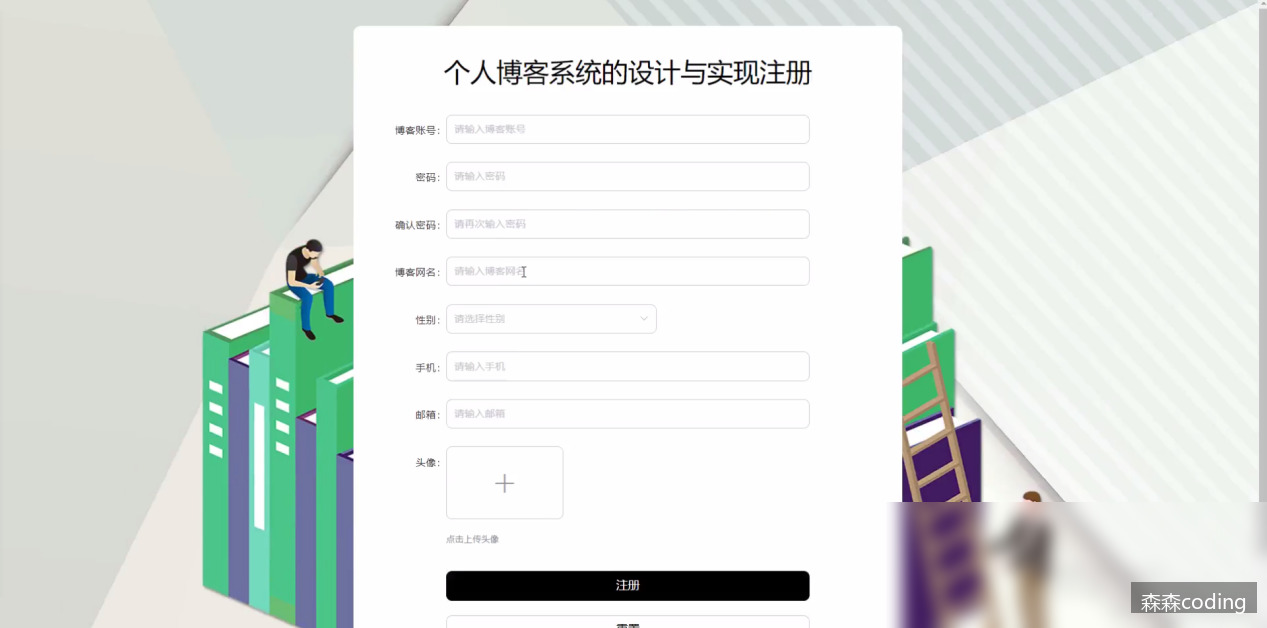 个人博客系统的设计与实现注册
博客账号:
请输入博客账号
密码:
请输入密码
确认密码:
请再次输入密码
博客网名:
请输入博客网名
性别:
请选择性别
手机:
请输入手机
邮箱:
请输入邮箱
头像:
点击上传头像
注册
重置
森森coding